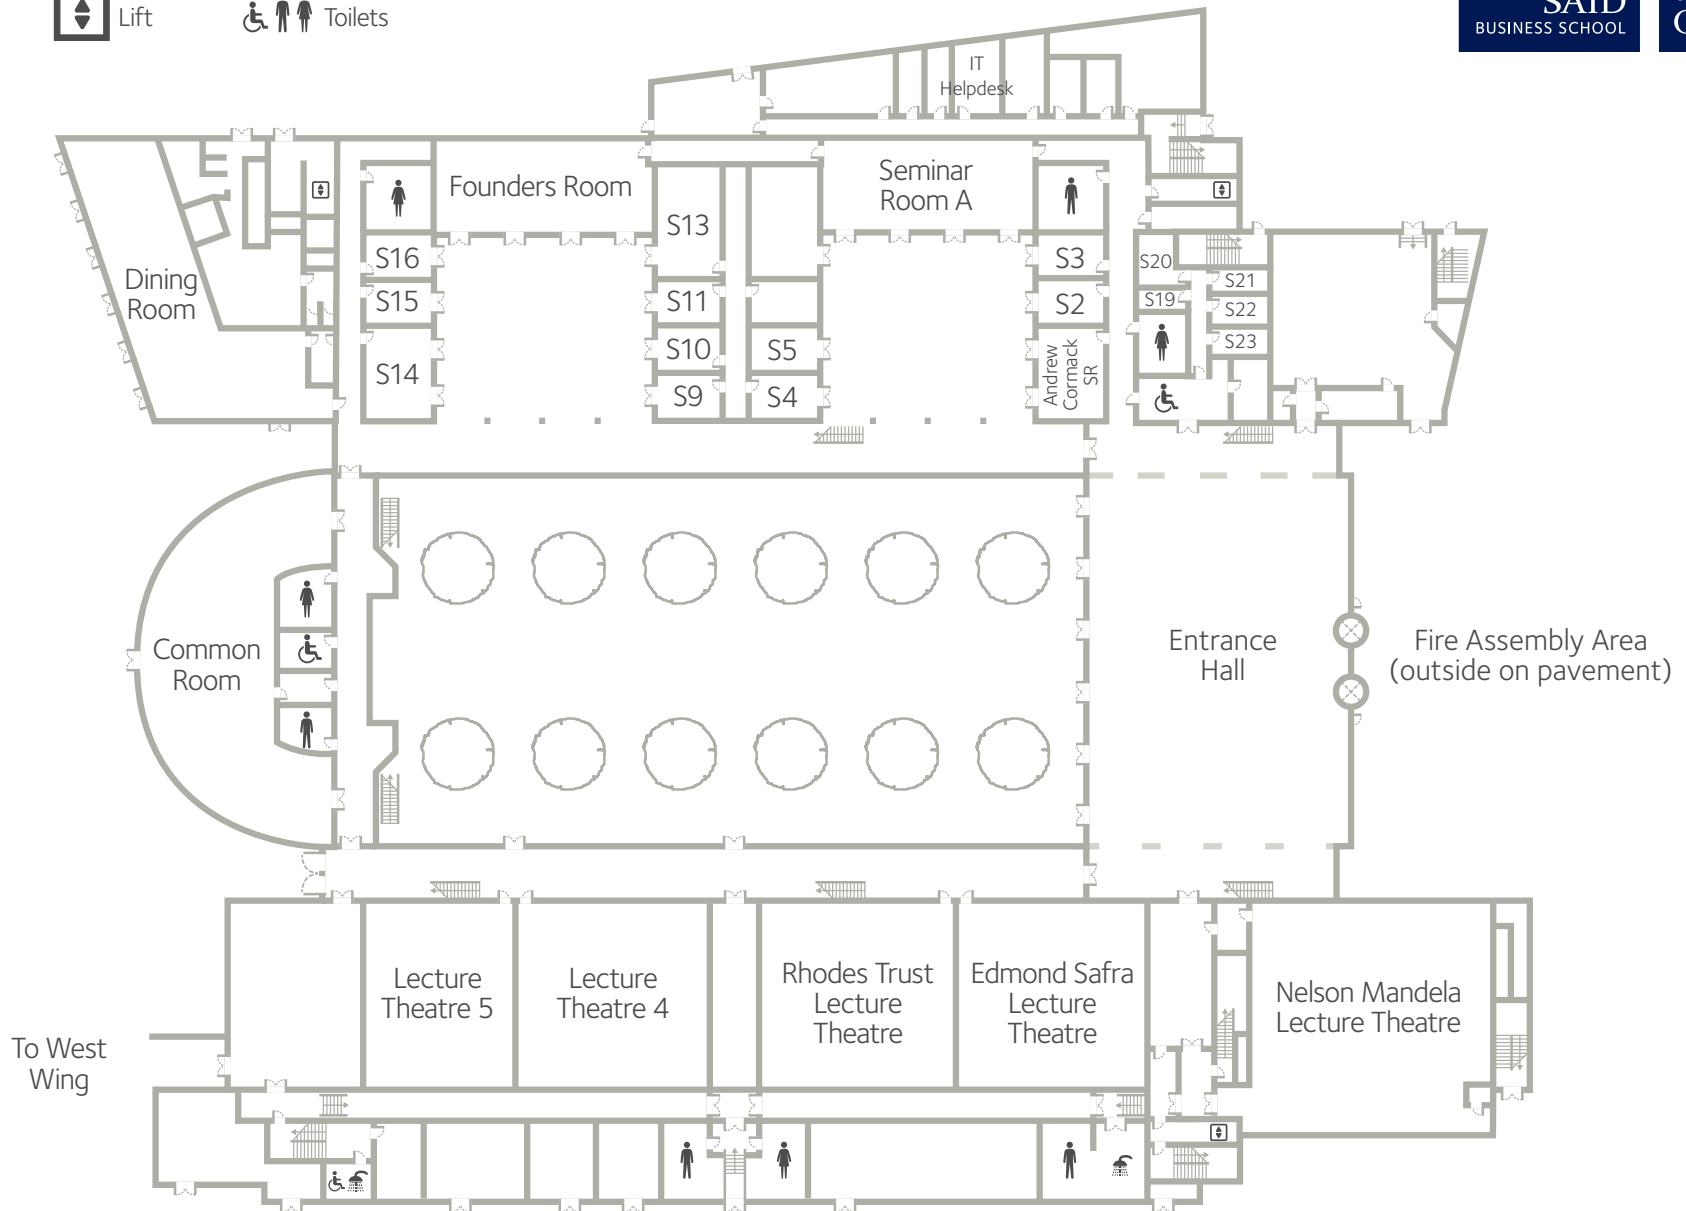 Lift
Toilets
SAÏD
BUSINESS SCHOOL
IT
Helpdesk
Founders Room
Seminar
Room A
S13
S16
S3
S20
S21
Dining
Room
S15
S11
S2
S19
S22
S10
S5
S23
S14
Andrew
Cormack
SR
S9
S4
Common
Room
Entrance
Hall
Fire Assembly Area
(outside on pavement)
Lecture
Theatre 5
Lecture
Theatre 4
Rhodes Trust
Lecture
Theatre
Edmond Safra
Lecture
Theatre
Nelson Mandela
Lecture Theatre
To West
Wing